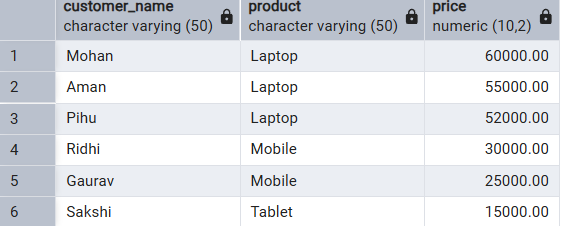 customer_name product price
character varying (50) character varying (50) numeric (10,2)
1 Mohan Laptop 60000.00
2 Aman Laptop 55000.00
3 Pihu Laptop 52000.00
4 Ridhi Mobile 30000.00
5 Gaurav Mobile 25000.00
6 Sakshi Tablet 15000.00